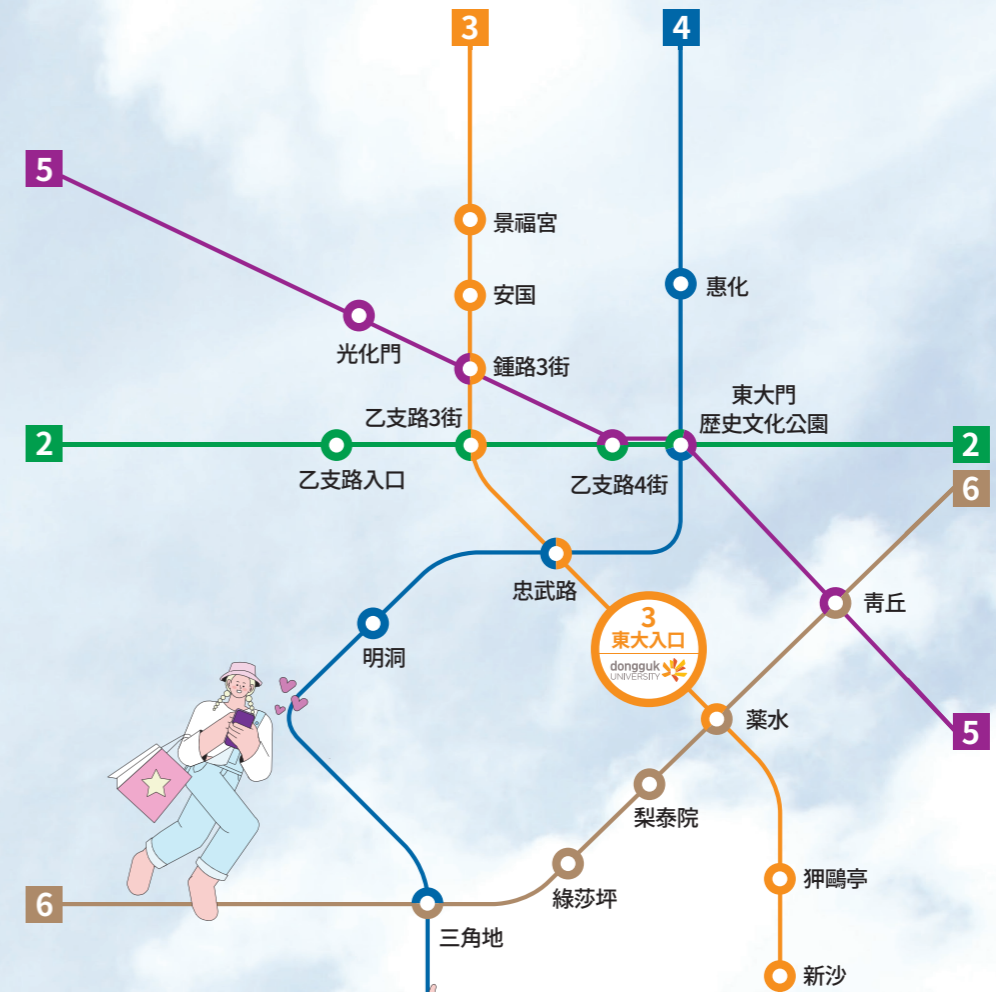 3
4
5
景福宮
惠化
安国
光化門
鍾路3街
東大門
歴史文化公園
乙支路3街
2
2
乙支路入口
乙支路4街
6
忠武路
青丘
3
東大入口
dongguk
UNIVERSITY
明洞
薬水
5
梨泰院
狎鷗亭
綠莎坪
6
三角地
新沙